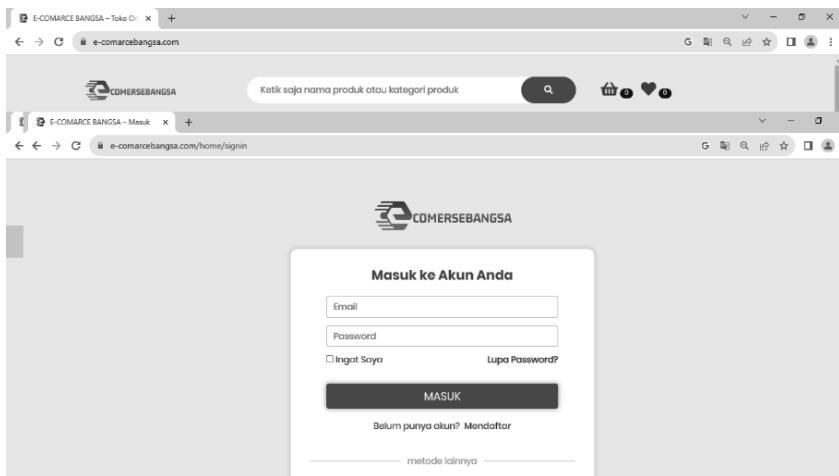 E-COMARCE BANGSA – Toko On
e-comarcebangsa.com
COMERSEBANGSA
Ketik saja nama produk atau kategori produk
0 0
E-COMARCE BANGSA – Masuk
e-comarcebangsa.com/home/signin
COMERSEBANGSA
Masuk ke Akun Anda
Email
Password
Ingat Saya Lupa Password?
MASUK
Belum punya akun? Mendaftar
metode lainnya